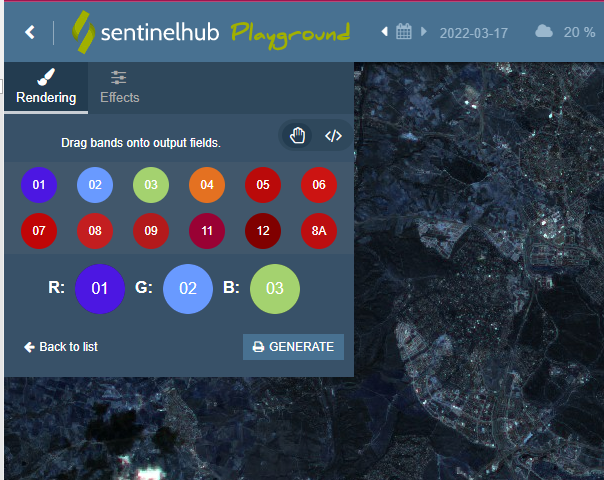 sentinelhub Playground
2022-03-17
20 %
Rendering
Effects
Drag bands onto output fields.
</>
01 02 03 04 05 06
07 08 09 11 12 8A
R: 01 G: 02 B: 03
Back to list
GENERATE